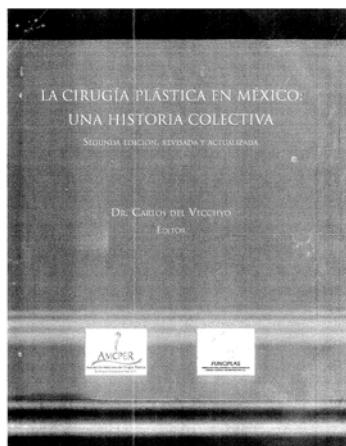 LA CIRUGÍA PLÁSTICA EN MÉXICO:
UNA HISTORIA COLECTIVA
SEGUNDA EDICIÓN, REVISADA Y ACTUALIZADA
DR. CARLOS DEL VECCHYO
EDITOR
AMCPER
FUNCIPLAS